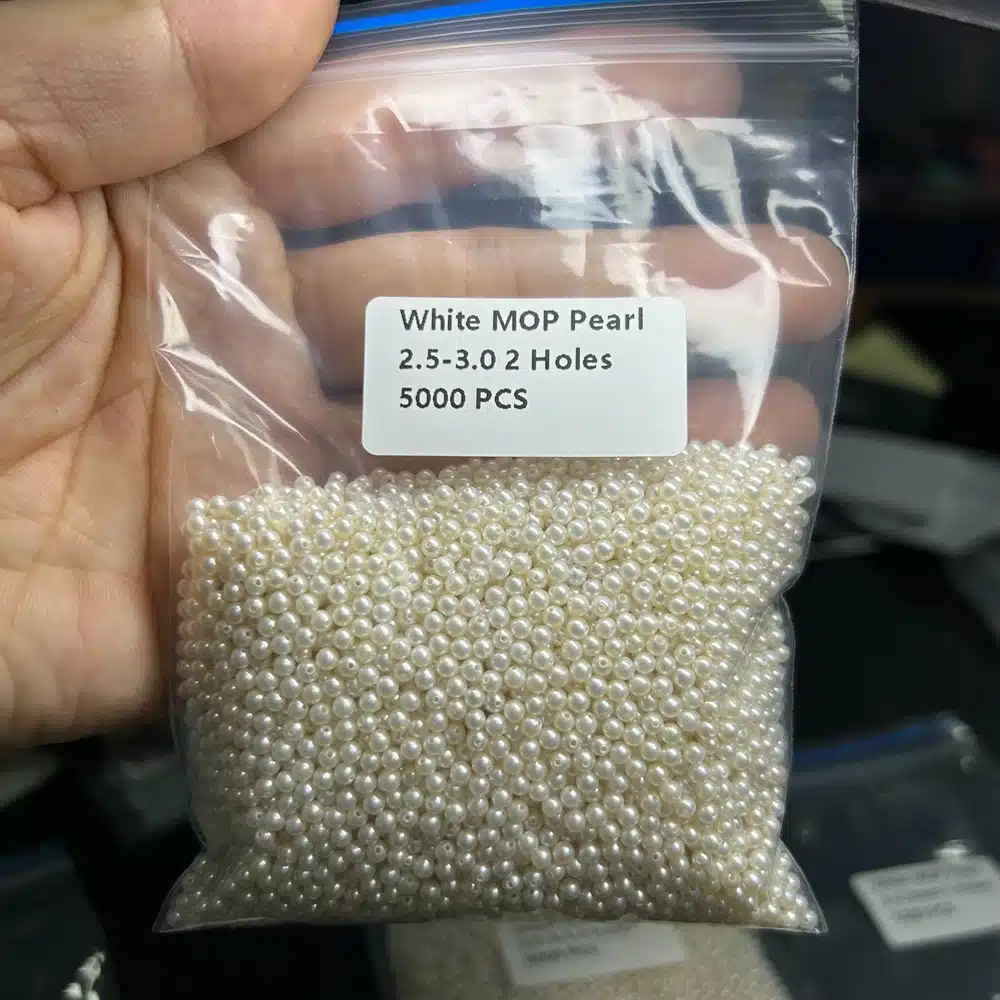 White MOP Pearl
2.5-3.0 2 Holes
5000 PCS